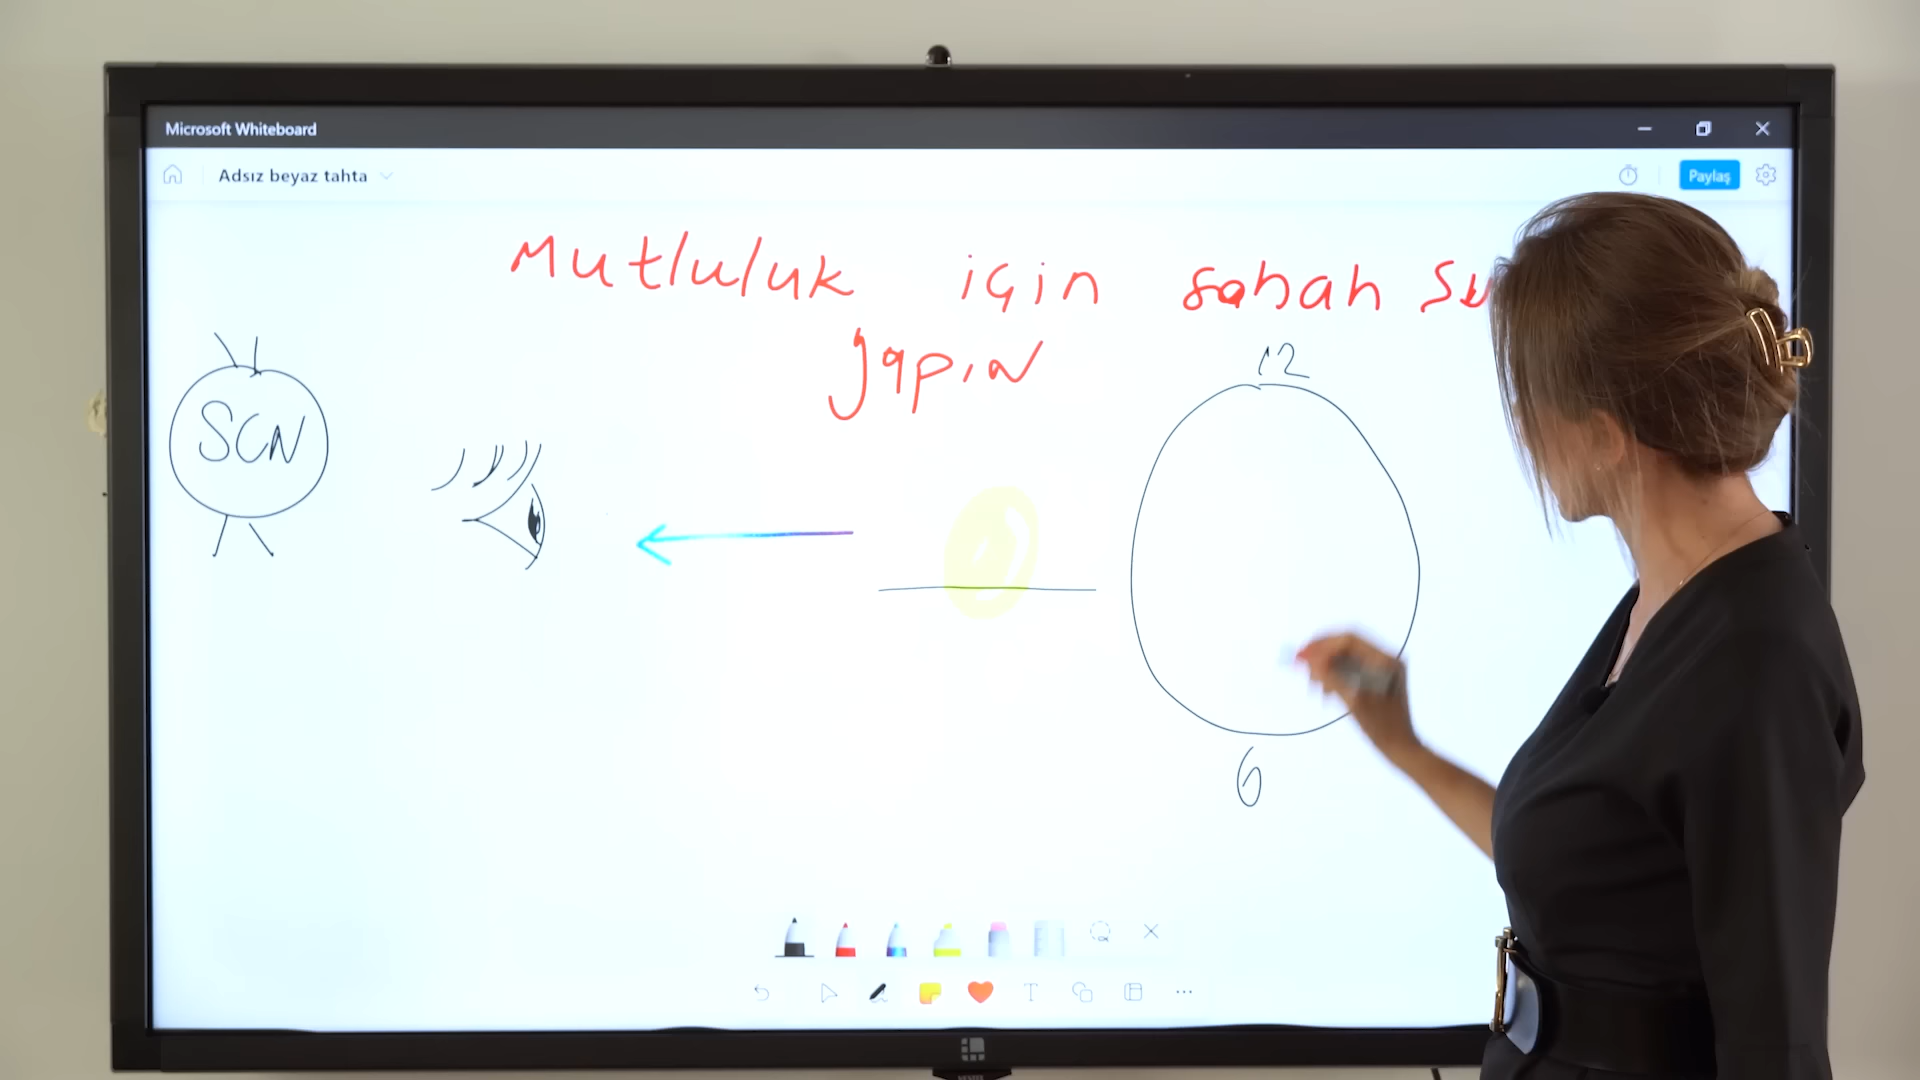 Microsoft Whiteboard
Adsız beyaz tahta
Paylaş
Mutluluk için sabah
yapın
12
SCN
6